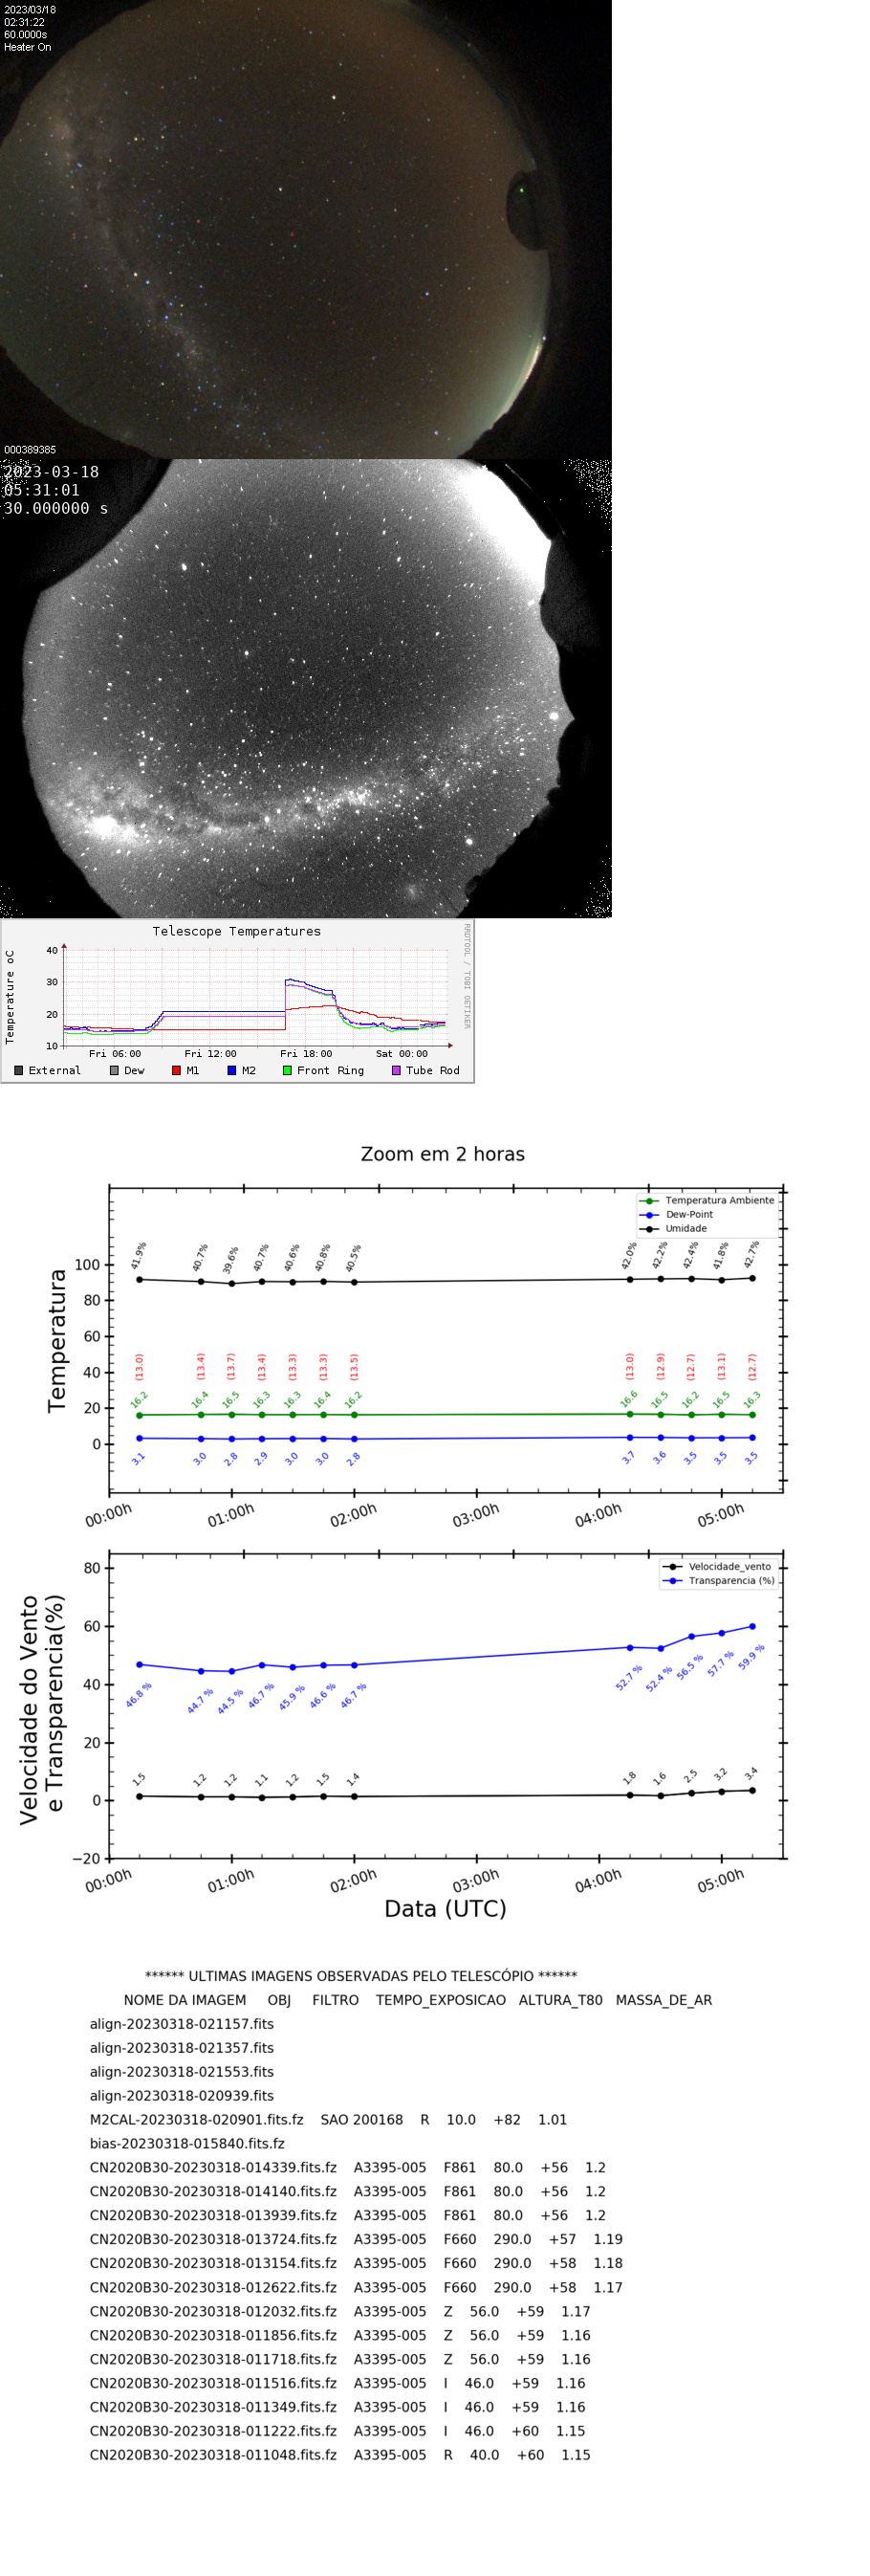 2023/03/18
02:31:22
60.0000s
Heater On
000389385
2023-03-18
05:31:01
30.000000 s
Telescope Temperatures
RRDTOOL / TOBI OETIKER
Temperature oC
40
30
20
10
Fri 06:00 Fri 12:00 Fri 18:00 Sat 00:00
External Dew M1 M2 Front Ring Tube Rod
Zoom em 2 horas
Temperatura Ambiente
Dew-Point
Umidade
Temperatura
100
80
60
40
20
0
41.9% 40.7% 39.6% 40.7% 40.6% 40.8% 40.5% 42.0% 42.2% 42.4% 41.8% 42.7%
(13.0) (13.4) (13.7) (13.4) (13.3) (13.3) (13.5) (13.0) (12.9) (12.7) (13.1) (12.7)
16.2 16.4 16.5 16.3 16.3 16.4 16.2 16.6 16.5 16.2 16.5 16.3
3.1 3.0 2.8 2.9 3.0 3.0 2.8 3.7 3.6 3.5 3.5 3.5
00:00h 01:00h 02:00h 03:00h 04:00h 05:00h
Velocidade_vento
Transparencia (%)
Velocidade do Vento
e Transparencia(%)
80
60
40
20
0
−20
46.8 % 44.7 % 44.5 % 46.7 % 45.9 % 46.6 % 46.7 % 52.7 % 52.4 % 56.5 % 57.7 % 59.9 %
1.5 1.2 1.2 1.1 1.2 1.5 1.4 1.8 1.6 2.5 3.2 3.4
00:00h 01:00h 02:00h 03:00h 04:00h 05:00h
Data (UTC)
****** ULTIMAS IMAGENS OBSERVADAS PELO TELESCÓPIO ******
NOME DA IMAGEM OBJ FILTRO TEMPO_EXPOSICAO ALTURA_T80 MASSA_DE_AR
align-20230318-021157.fits
align-20230318-021357.fits
align-20230318-021553.fits
align-20230318-020939.fits
M2CAL-20230318-020901.fits.fz SAO 200168 R 10.0 +82 1.01
bias-20230318-015840.fits.fz
CN2020B30-20230318-014339.fits.fz A3395-005 F861 80.0 +56 1.2
CN2020B30-20230318-014140.fits.fz A3395-005 F861 80.0 +56 1.2
CN2020B30-20230318-013939.fits.fz A3395-005 F861 80.0 +56 1.2
CN2020B30-20230318-013724.fits.fz A3395-005 F660 290.0 +57 1.19
CN2020B30-20230318-013154.fits.fz A3395-005 F660 290.0 +58 1.18
CN2020B30-20230318-012622.fits.fz A3395-005 F660 290.0 +58 1.17
CN2020B30-20230318-012032.fits.fz A3395-005 Z 56.0 +59 1.17
CN2020B30-20230318-011856.fits.fz A3395-005 Z 56.0 +59 1.16
CN2020B30-20230318-011718.fits.fz A3395-005 Z 56.0 +59 1.16
CN2020B30-20230318-011516.fits.fz A3395-005 I 46.0 +59 1.16
CN2020B30-20230318-011349.fits.fz A3395-005 I 46.0 +59 1.16
CN2020B30-20230318-011222.fits.fz A3395-005 I 46.0 +60 1.15
CN2020B30-20230318-011048.fits.fz A3395-005 R 40.0 +60 1.15